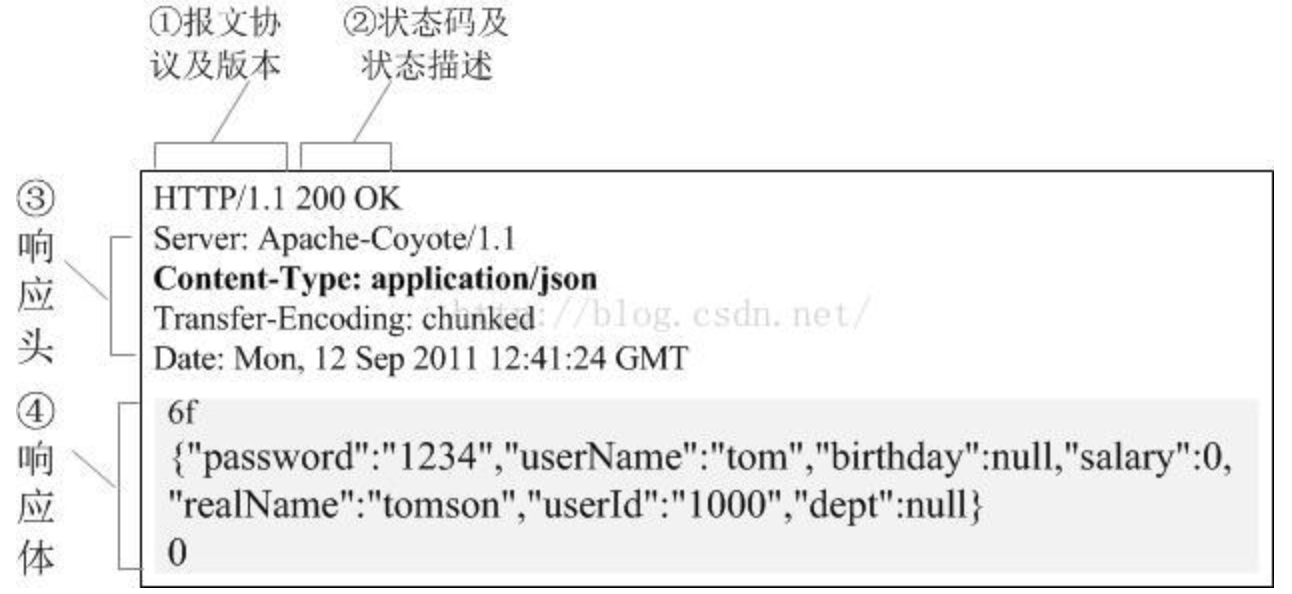 ①报文协
议及版本
②状态码及
状态描述
③
响
应
头
HTTP/1.1 200 OK
Server: Apache-Coyote/1.1
Content-Type: application/json
Transfer-Encoding: chunked
http://blog.csdn.net/
Date: Mon, 12 Sep 2011 12:41:24 GMT
④
响
应
体
6f
{"password":"1234","userName":"tom","birthday":null,"salary":0,
"realName":"tomson","userId":"1000","dept":null}
0